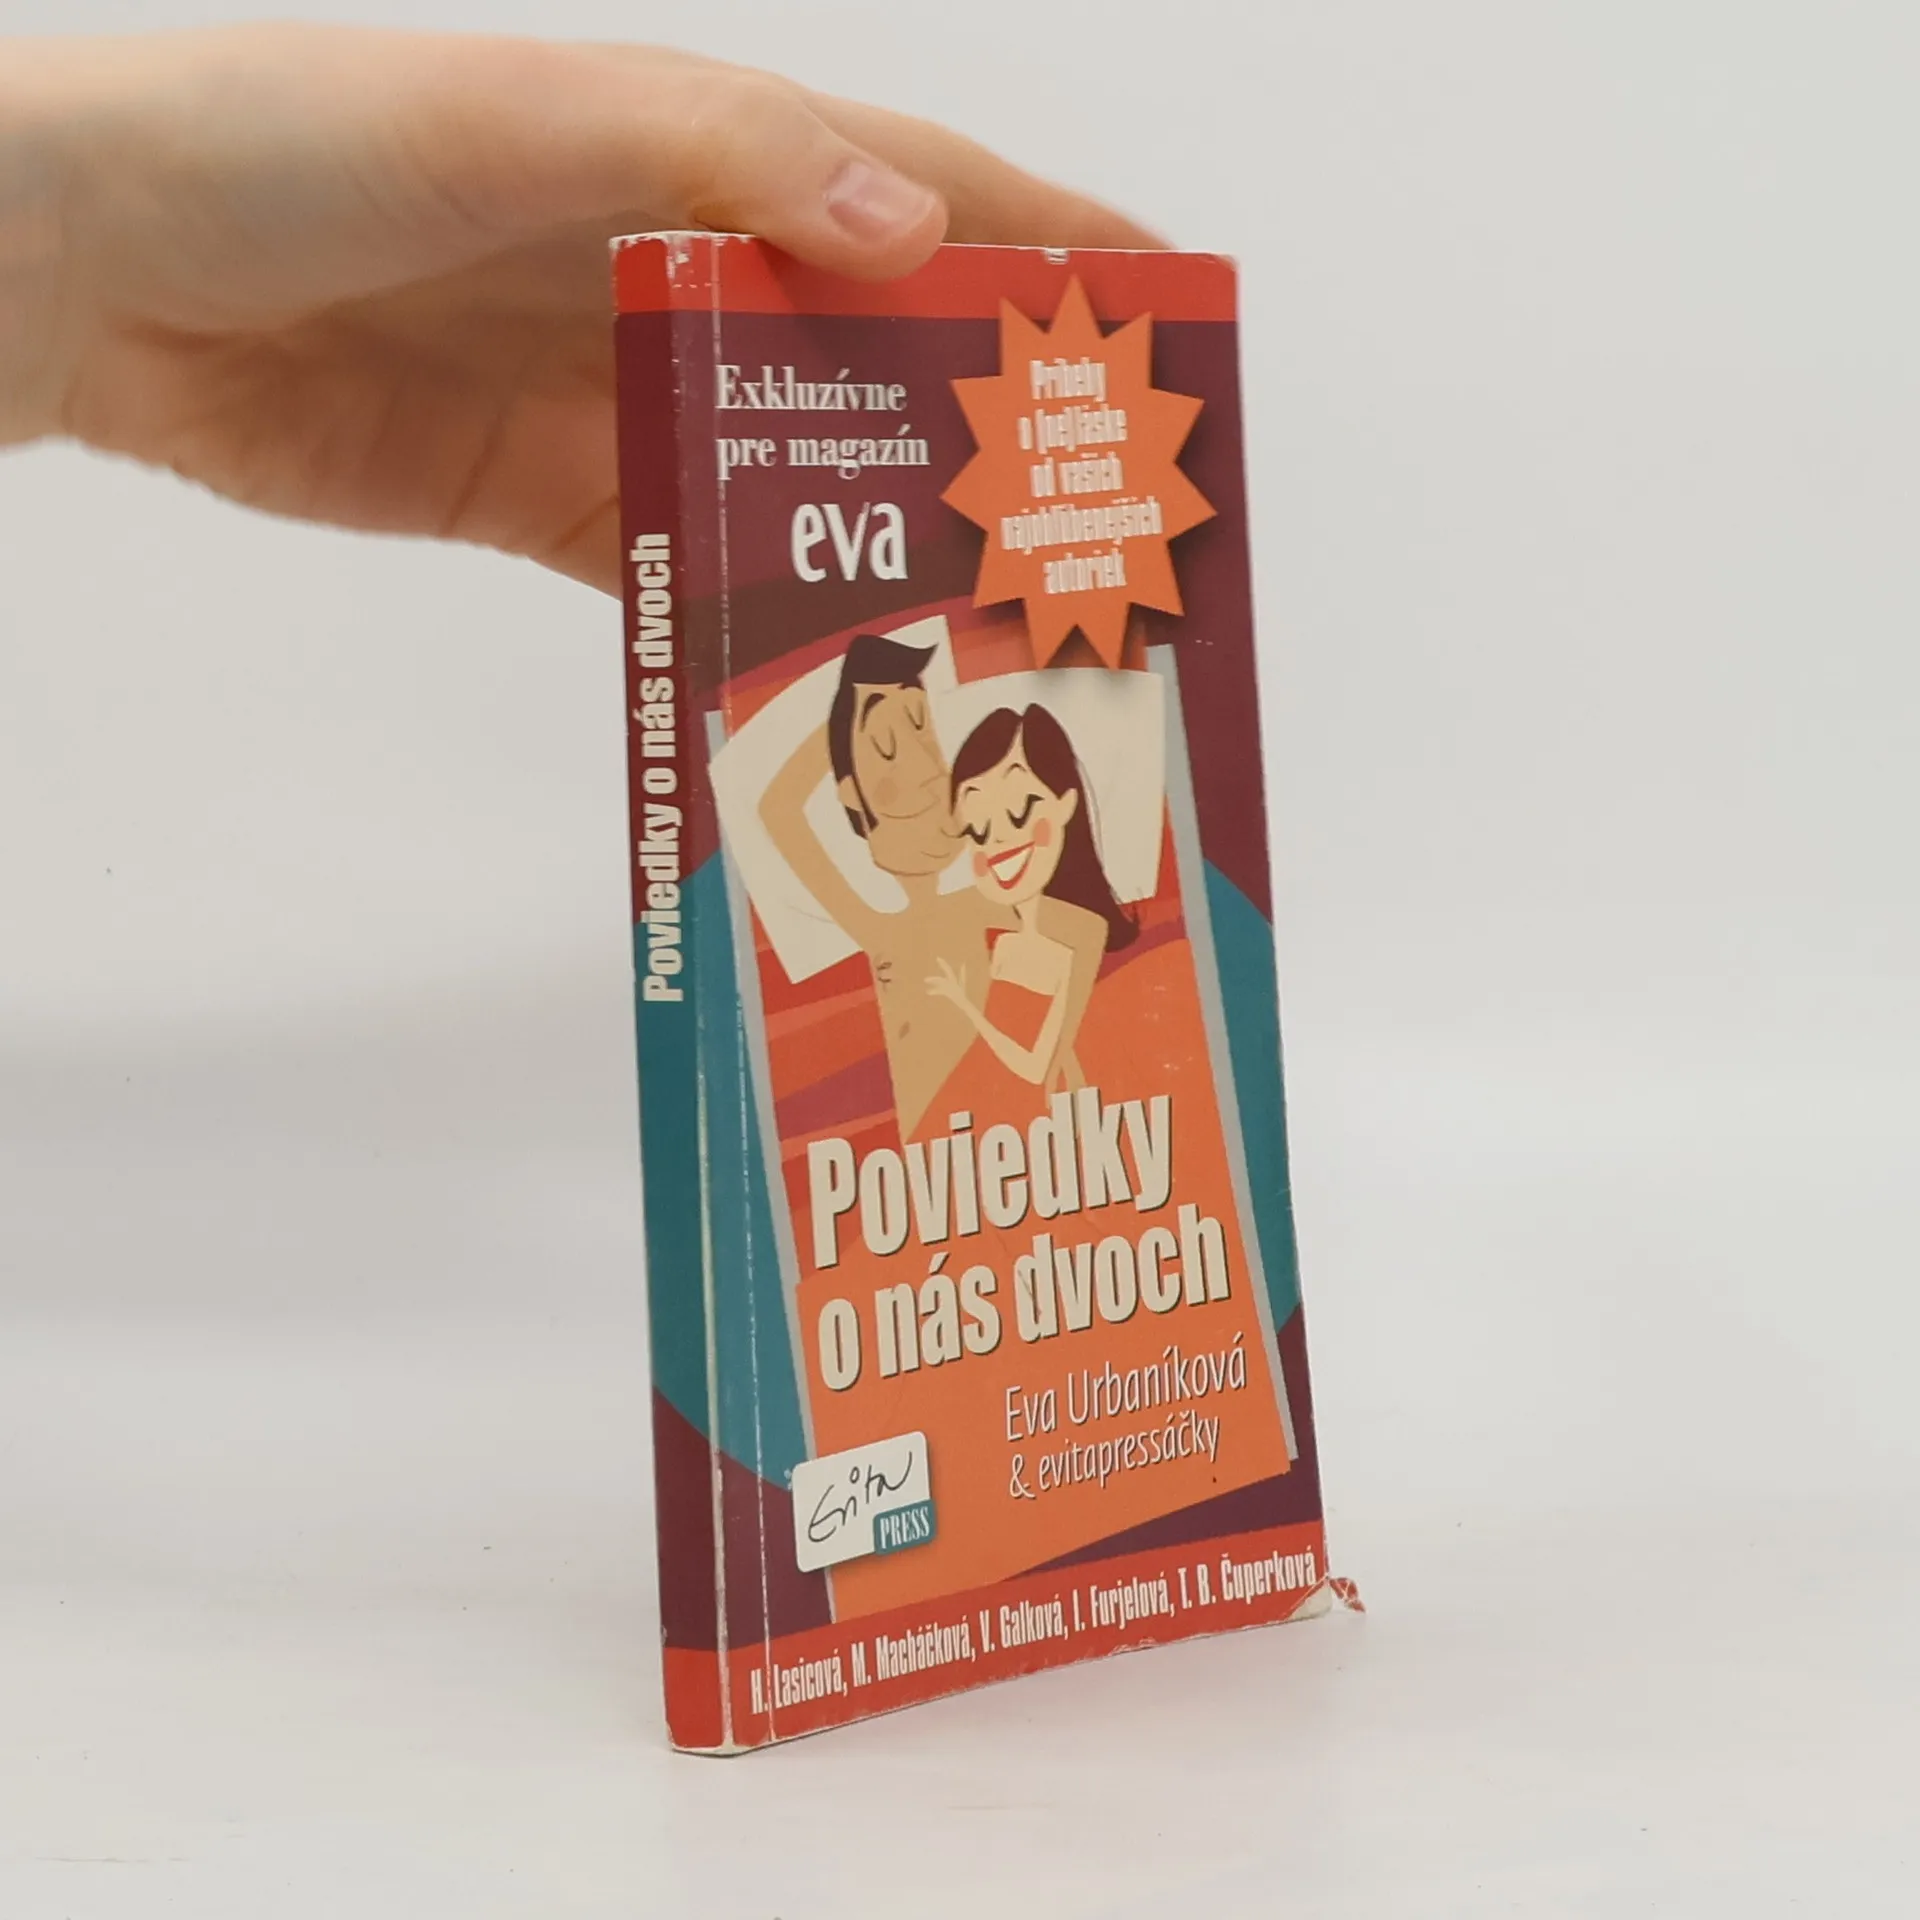 Poviedky o nás dvoch
Exkluzívne
pre magazín
eva
Príbehy
o (ne)láske
od vašich
najobľúbenejších
autoriek
Poviedky
o nás dvoch
Eva Urbaníková
& evitapressáčky
Evita
PRESS
H. Lasicová, M. Macháčková, V. Gálková, I. Furjelová, T. B. Čuperková